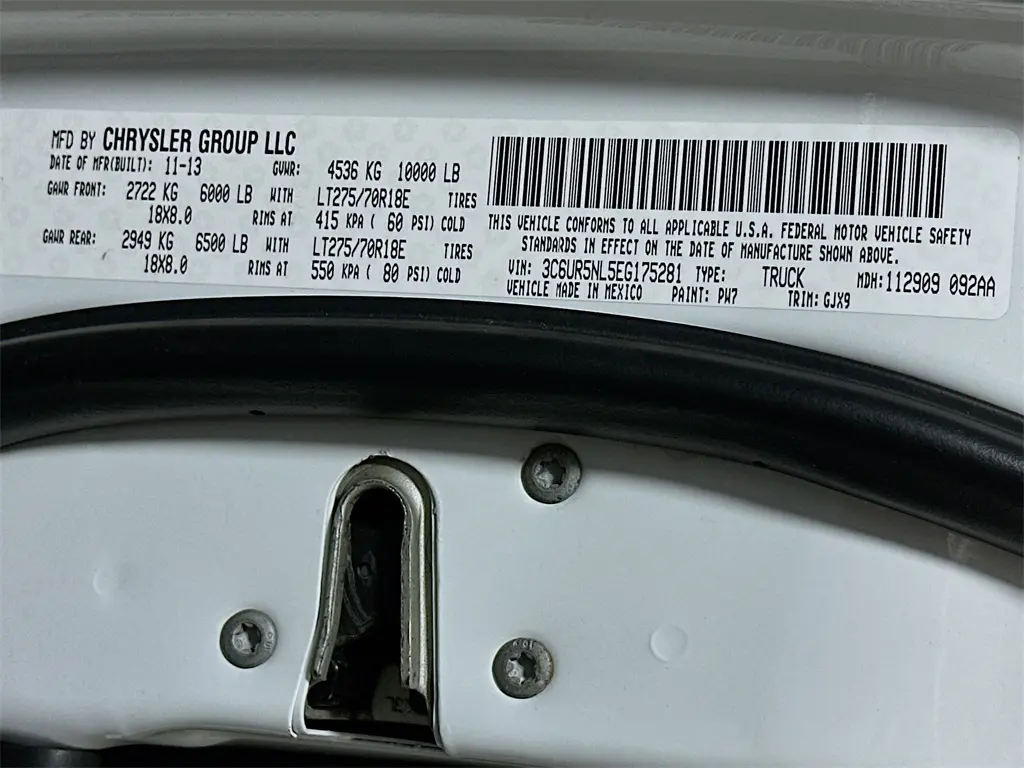 MFD BY CHRYSLER GROUP LLC
DATE OF MFR(BUILT): 11-13 GVWR: 4536 KG 10000 LB
GAWR FRONT: 2722 KG 6000 LB WITH LT275/70R18E TIRES
18X8.0 RIMS AT 415 KPA ( 60 PSI) COLD
GAWR REAR: 2949 KG 6500 LB WITH LT275/70R18E TIRES
18X8.0 RIMS AT 550 KPA ( 80 PSI) COLD
THIS VEHICLE CONFORMS TO ALL APPLICABLE U.S.A. FEDERAL MOTOR VEHICLE SAFETY
STANDARDS IN EFFECT ON THE DATE OF MANUFACTURE SHOWN ABOVE.
VIN: 3C6UR5NL5EG175281 TYPE: TRUCK MDH: 112909 092AA
VEHICLE MADE IN MEXICO PAINT: PW7 TRIM: GJX9